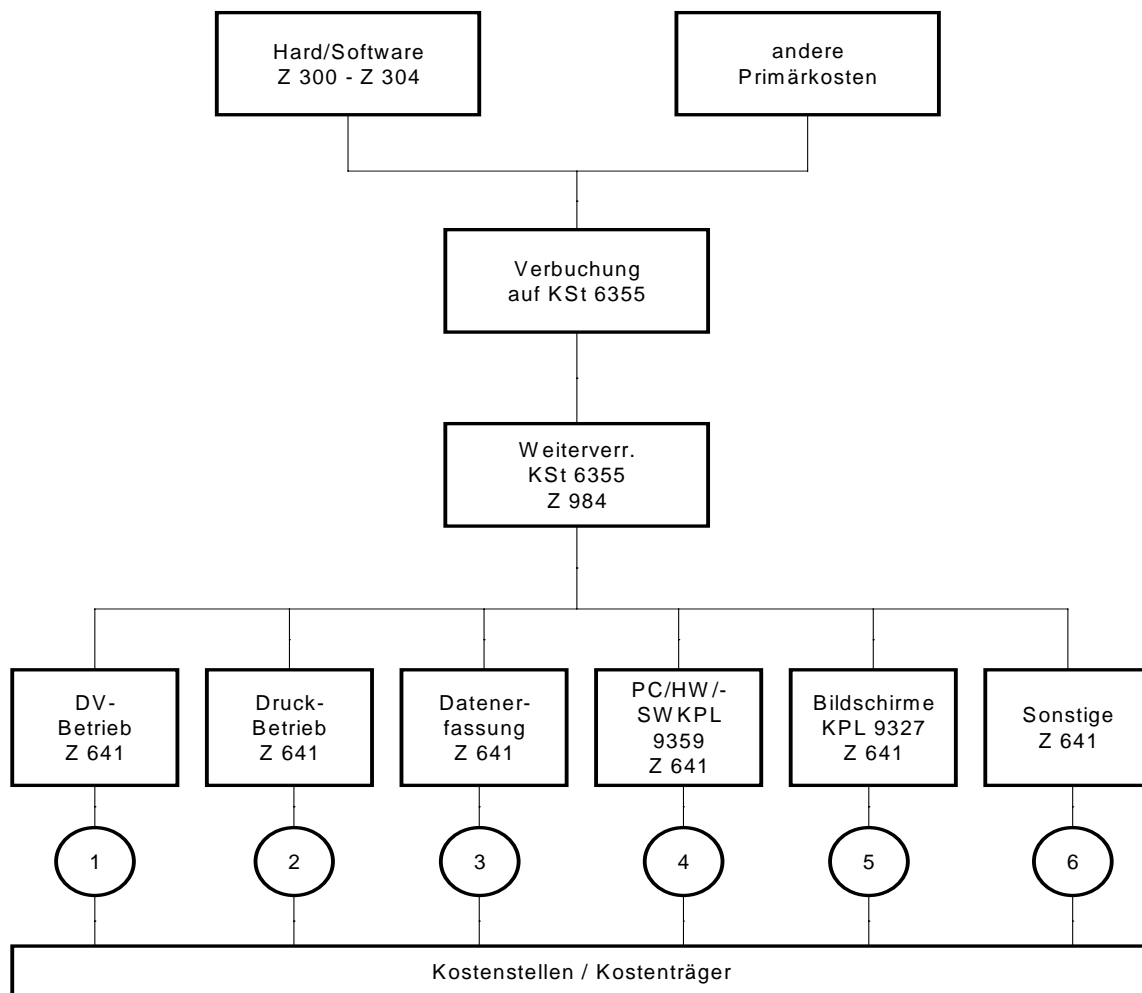 Hard/Software
Z 300 - Z 304
andere
Primärkosten
Verbuchung
auf KSt 6355
Weiterverr.
KSt 6355
Z 984
DV-
Betrieb
Z 641
Druck-
Betrieb
Z 641
Datener-
fassung
Z 641
PC/HW/-
SWKPL
9359
Z 641
Bildschirme
KPL 9327
Z 641
Sonstige
Z 641
1
2
3
4
5
6
Kostenstellen / Kostenträger